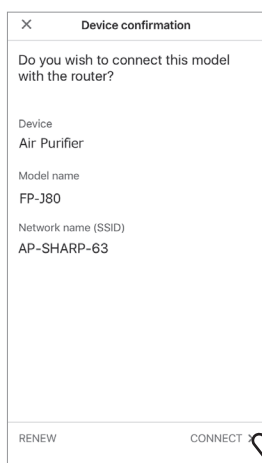 Device confirmation
Do you wish to connect this model
with the router?
Device
Air Purifier
Model name
FP-J80
Network name (SSID)
AP-SHARP-63
RENEW
CONNECT